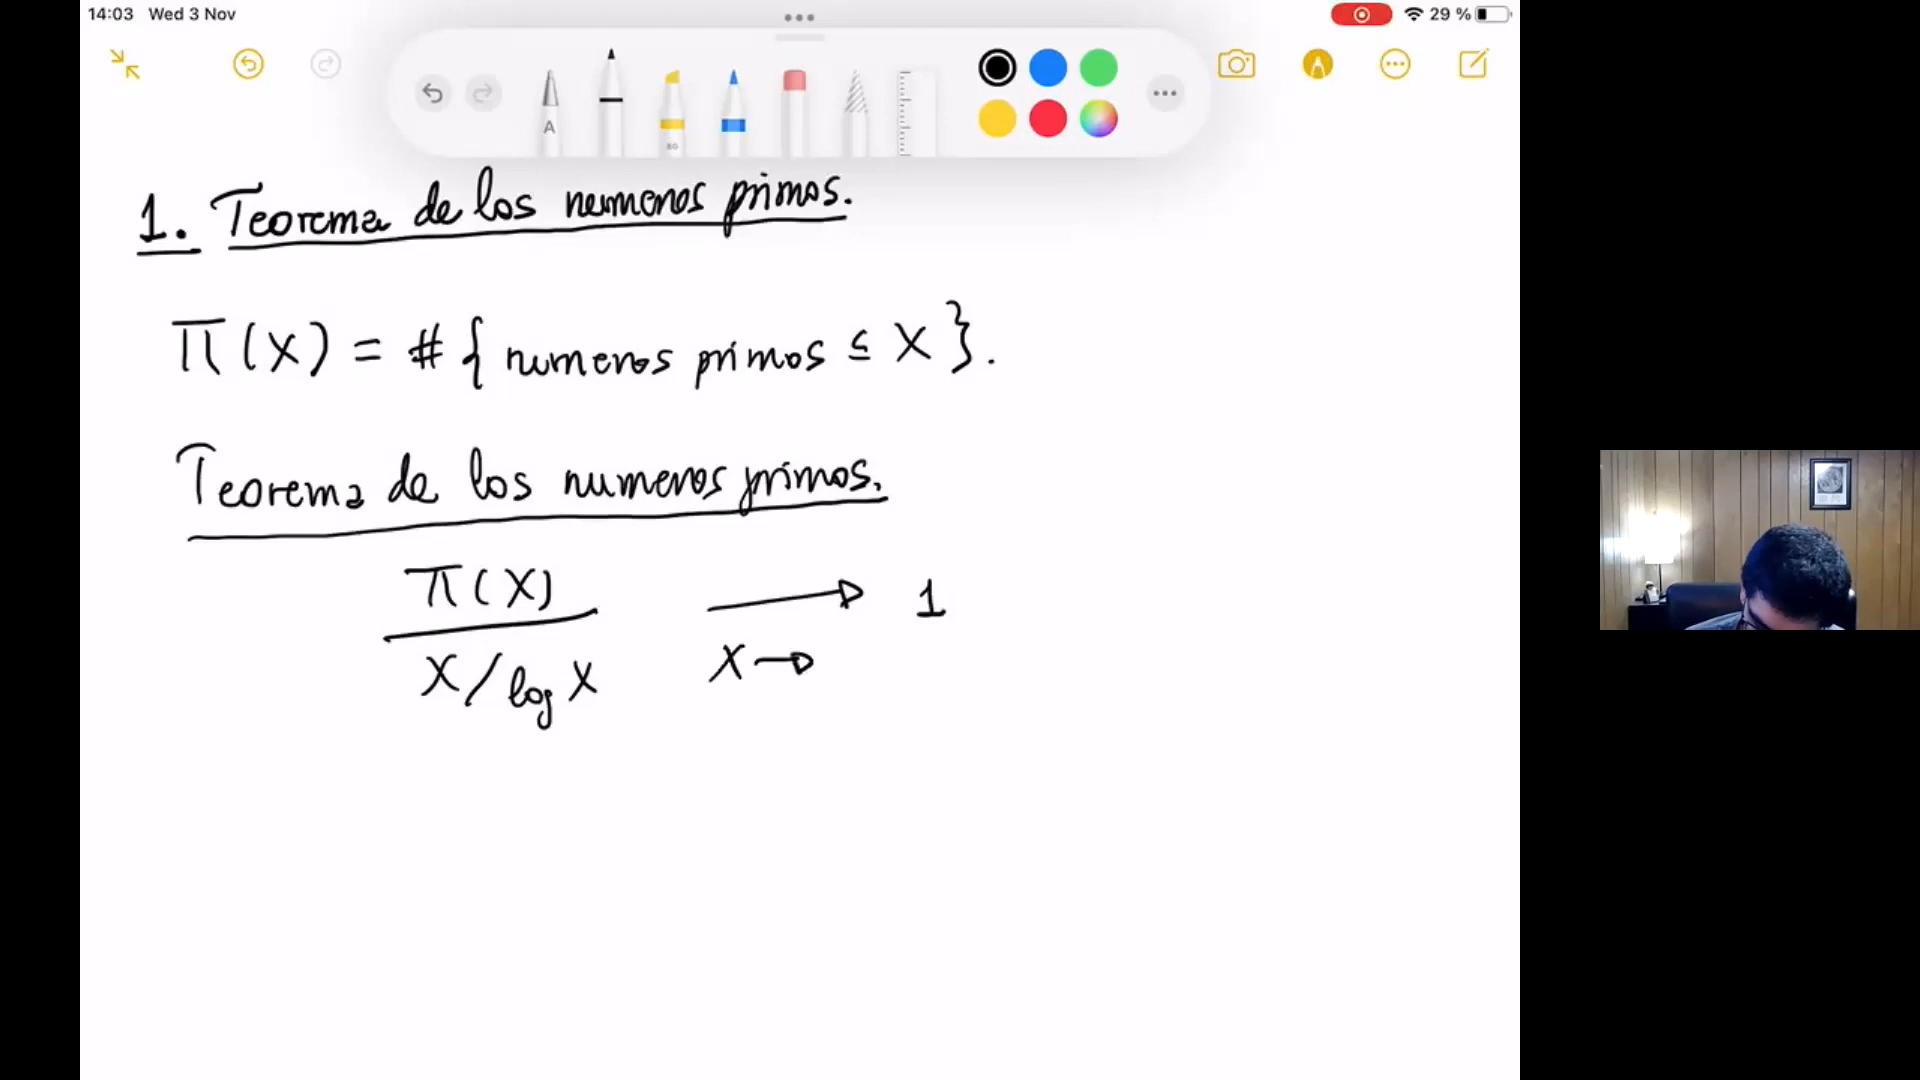 14:03 Wed 3 Nov
29 %
A
80
1. Teorema de los numeros primos.
π(X) = # { numeros primos ≤ X }.
Teorema de los numeros primos.
π(X)
X / log X
→ 1
X →